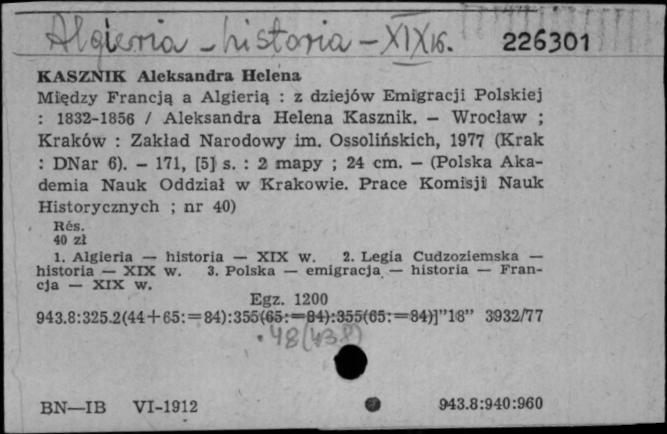 Algieria – historia – XIX w. 226301
KASZNIK Aleksandra Helena
Między Francją a Algierią : z dziejów Emigracji Polskiej
: 1832-1856 / Aleksandra Helena Kasznik. – Wrocław ;
Kraków : Zakład Narodowy im. Ossolińskich, 1977 (Krak
: DNar 6). – 171, [5] s. : 2 mapy ; 24 cm. – (Polska Aka-
demia Nauk Oddział w Krakowie. Prace Komisji Nauk
Historycznych ; nr 40)
Rés.
40 zł
1. Algieria — historia — XIX w. 2. Legia Cudzoziemska —
historia — XIX w. 3. Polska — emigracja — historia — Fran-
cja — XIX w.
Egz. 1200
943.8:325.2(44+65:=84):355(65:=84):355(65:=84)]"18" 3932/77
.48(438)
BN—IB VI-1912 943.8:940:960